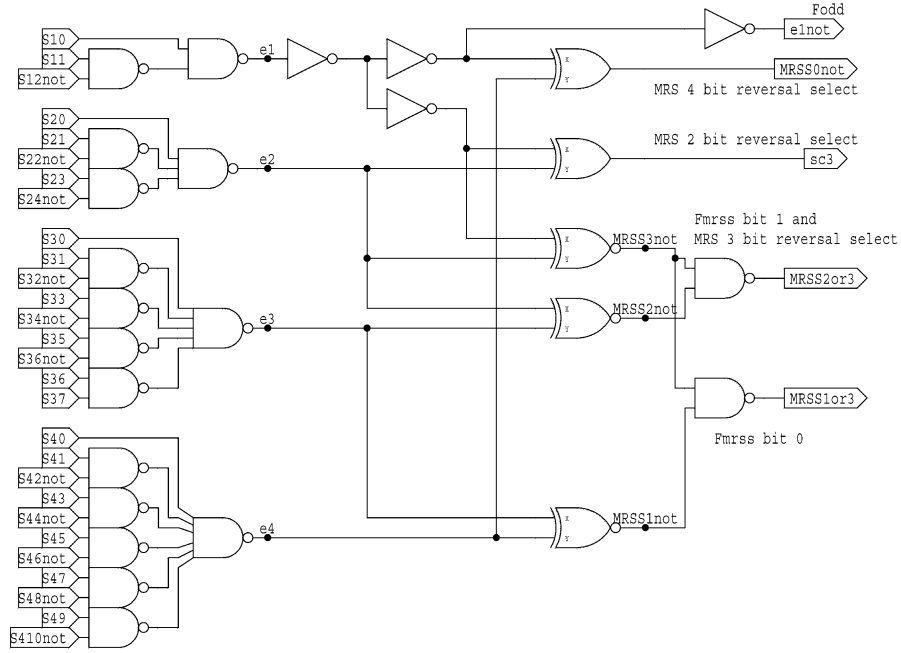 Fodd
S10
e1not
S11
e1
S12not
MRSS0not
MRS 4 bit reversal select
S20
S21
MRS 2 bit reversal select
S22not
e2
sc3
S23
S24not
Fmrss bit 1 and
S30
MRSS3not
MRS 3 bit reversal select
S31
S32not
MRSS2or3
S33
MRSS2not
S34not
e3
S35
S36not
S36
S37
MRSS1or3
S40
Fmrss bit 0
S41
S42not
S43
S44not
MRSS1not
S45
e4
S46not
S47
S48not
S49
S410not
X
Y
X
Y
X
Y
X
Y
X
Y